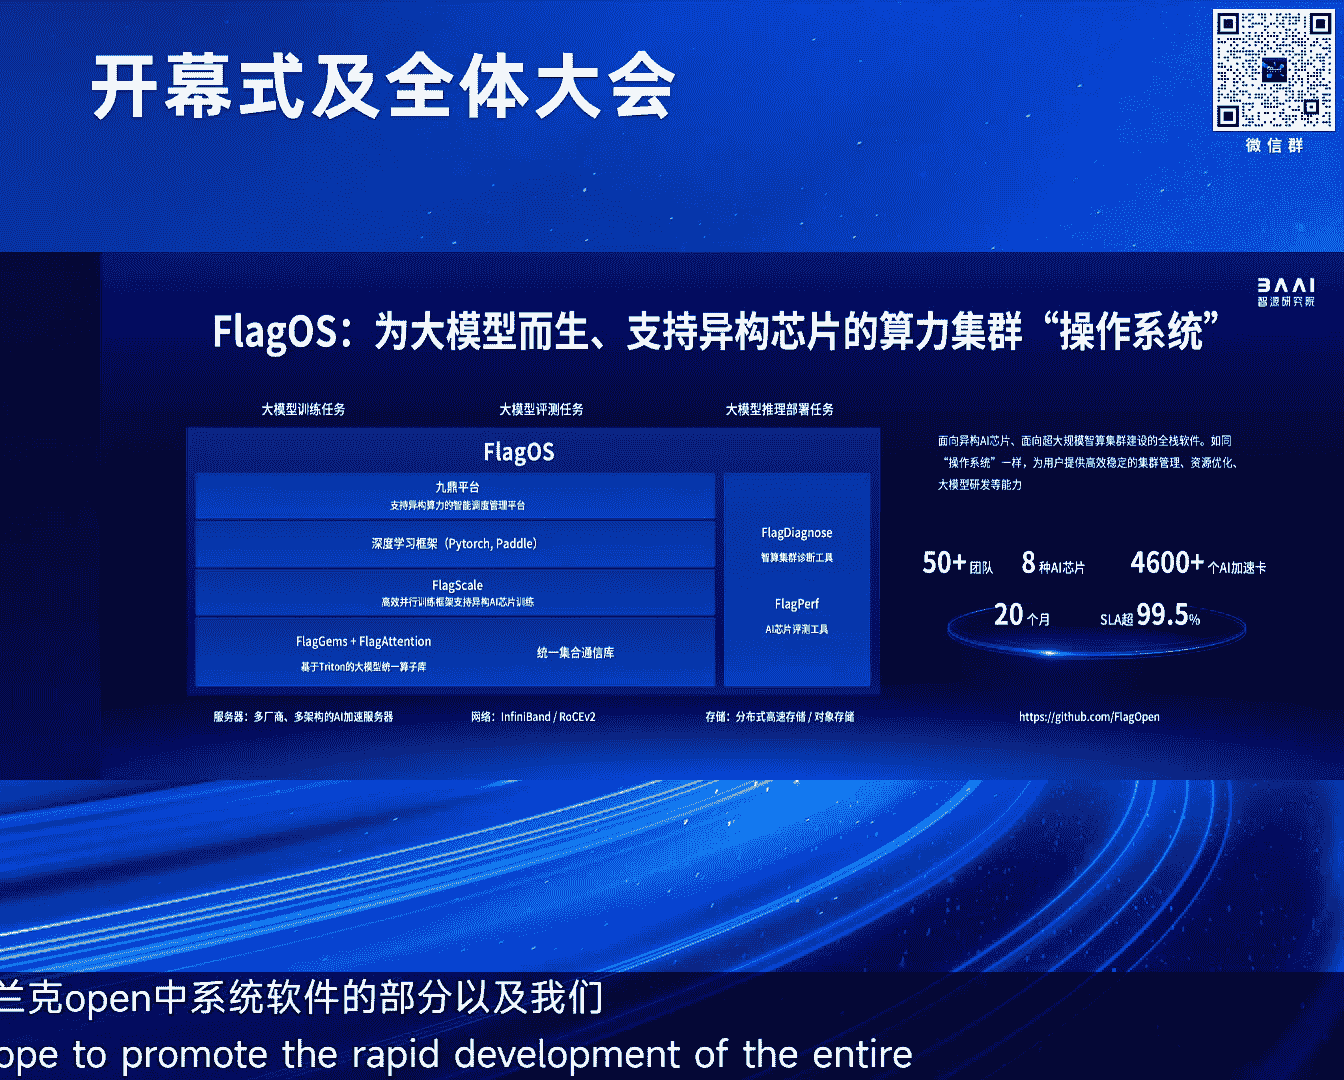 开幕式及全体大会
微信群
BAAI
智源研究院
FlagOS：为大模型而生、支持异构芯片的算力集群“操作系统”
大模型训练任务
大模型评测任务
大模型推理部署任务
FlagOS
九鼎平台
支持异构算力的智能调度管理平台
深度学习框架（Pytorch, Paddle）
FlagScale
高效并行训练框架支持异构AI芯片训练
FlagGems + FlagAttention
基于Triton的大模型统一算子库
统一集合通信库
FlagDiagnose
智算集群诊断工具
FlagPerf
AI芯片评测工具
服务器：多厂商、多架构的AI加速服务器
网络：InfiniBand / RoCEv2
存储：分布式高速存储 / 对象存储
面向异构AI芯片、面向超大规模智算集群建设的全栈软件。如同
“操作系统”一样，为用户提供高效稳定的集群管理、资源优化、
大模型研发等能力
50+ 团队
8 种AI芯片
4600+ 个AI加速卡
20 个月
SLA超 99.5%
https://github.com/FlagOpen
兰克open中系统软件的部分以及我们
ope to promote the rapid development of the entire